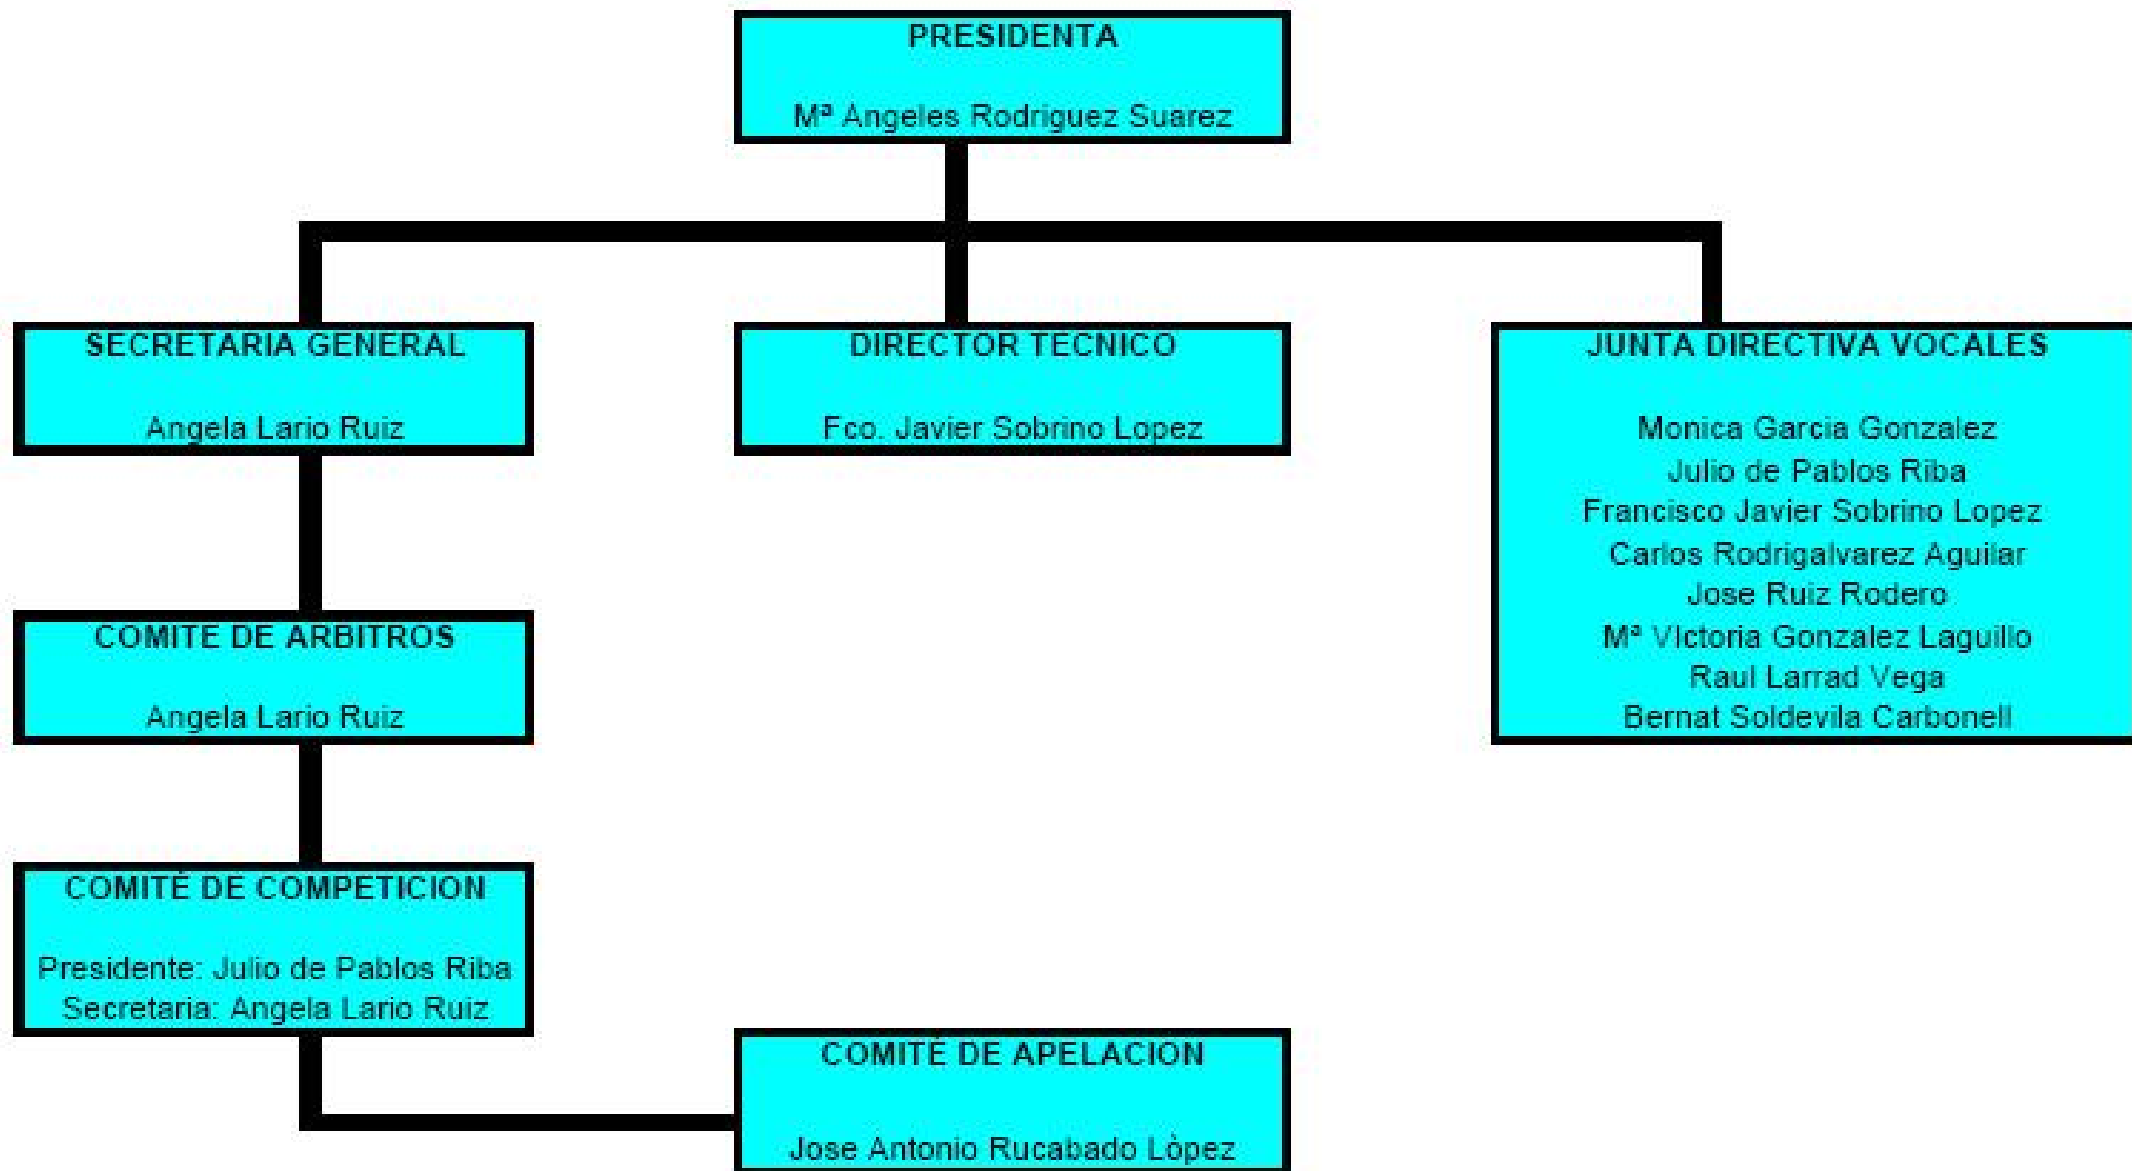 PRESIDENTA
Mª Angeles Rodriguez Suarez
SECRETARIA GENERAL
Angela Lario Ruiz
DIRECTOR TECNICO
Fco. Javier Sobrino Lopez
JUNTA DIRECTIVA VOCALES
Monica Garcia Gonzalez
Julio de Pablos Riba
Francisco Javier Sobrino Lopez
Carlos Rodrigalvarez Aguilar
Jose Ruiz Rodero
Mª VIctoria Gonzalez Laguillo
Raul Larrad Vega
Bernat Soldevila Carbonell
COMITE DE ARBITROS
Angela Lario Ruiz
COMITÉ DE COMPETICION
Presidente: Julio de Pablos Riba
Secretaria: Angela Lario Ruiz
COMITÉ DE APELACION
Jose Antonio Rucabado Lòpez